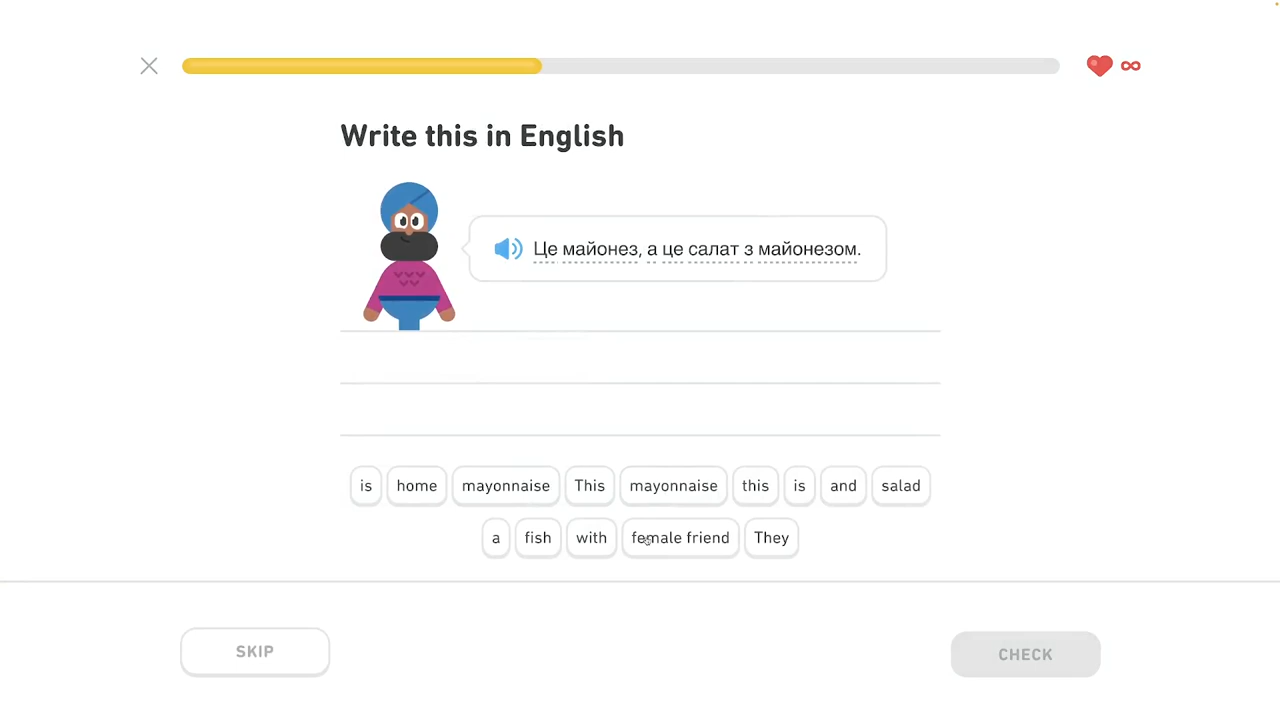 ∞
Write this in English
Це майонез, а це салат з майонезом.
is home mayonnaise This mayonnaise this is and salad
a fish with female friend They
SKIP CHECK